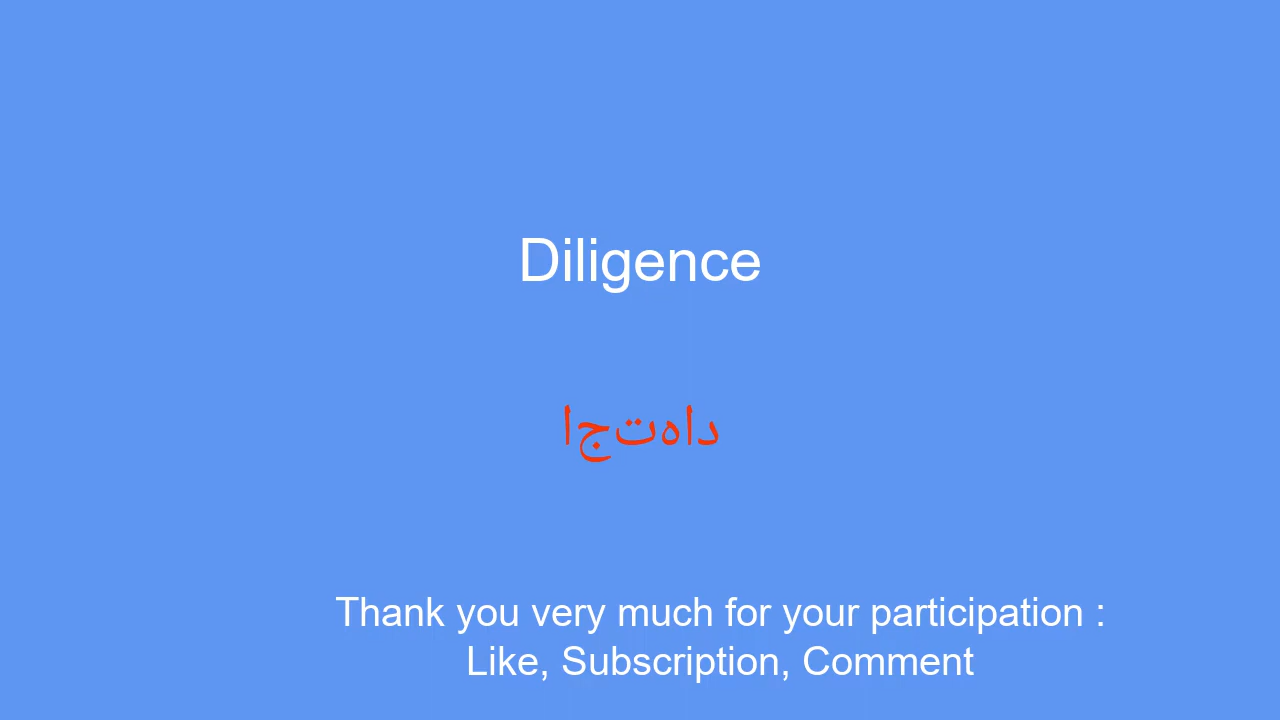 Diligence
اجتهاد
Thank you very much for your participation :
Like, Subscription, Comment